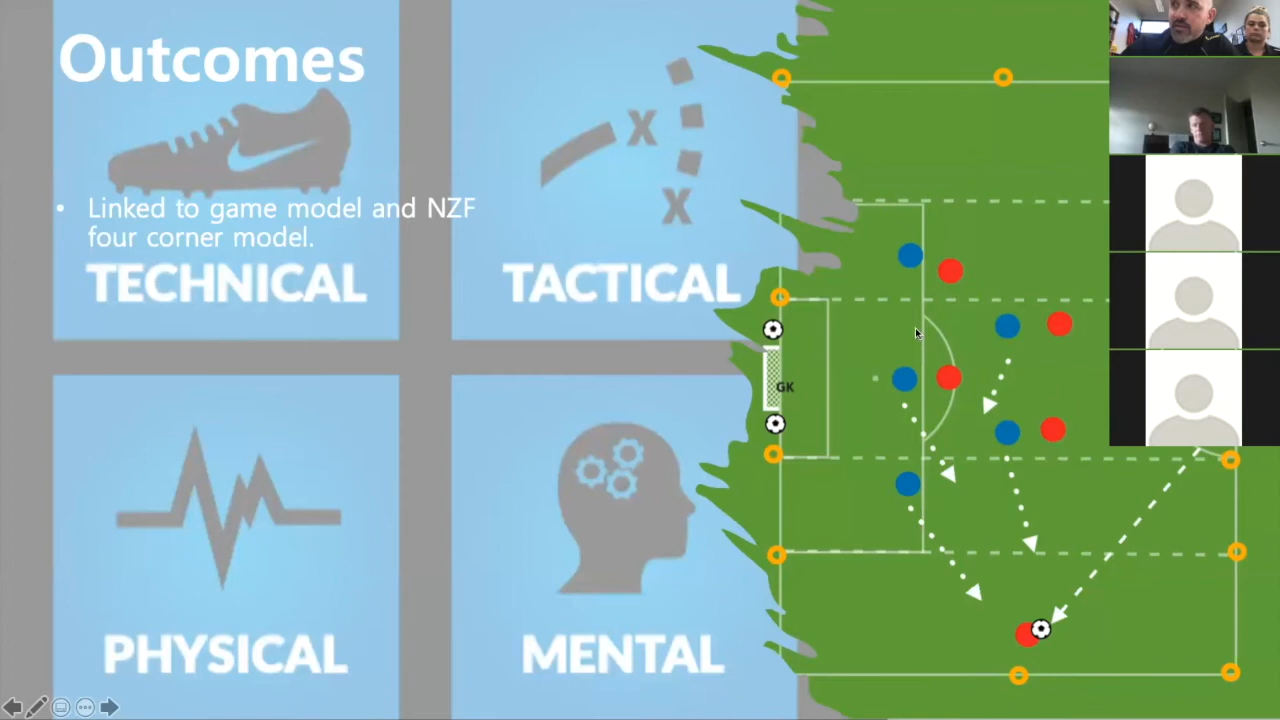 Outcomes
• Linked to game model and NZF
four corner model.
TECHNICAL
TACTICAL
X
X
GK
PHYSICAL
MENTAL